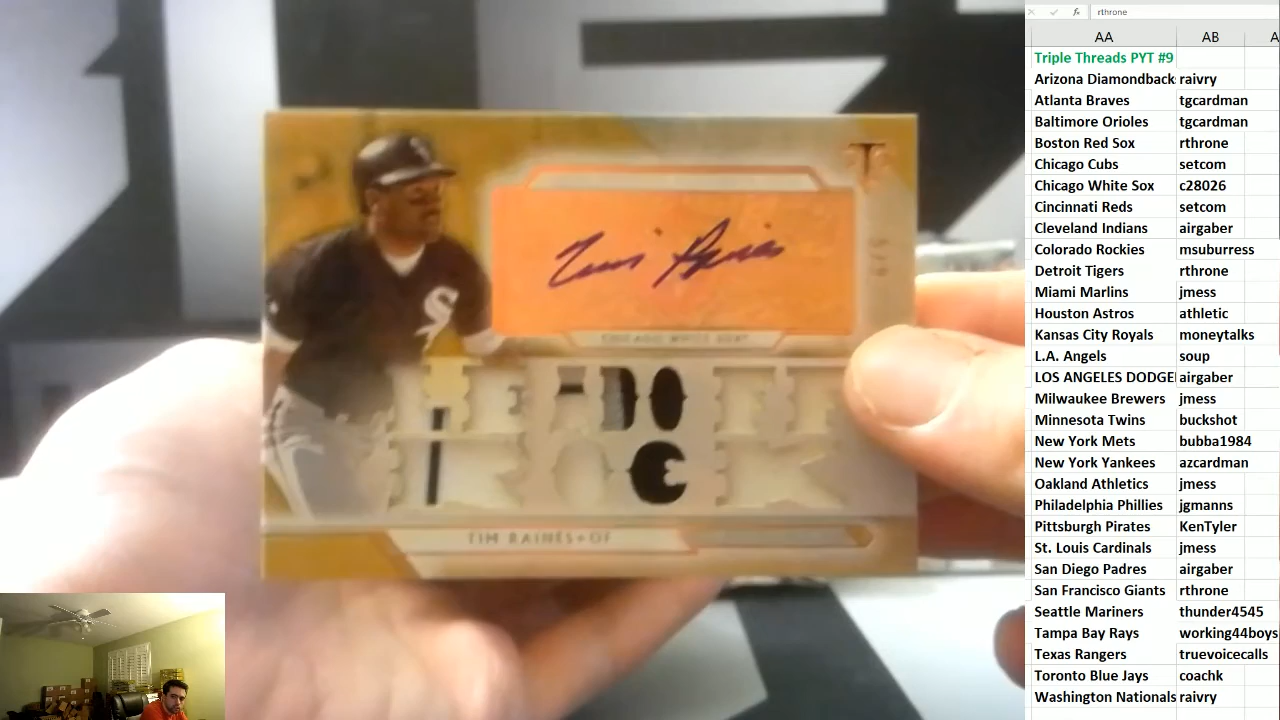 rthrone
AA AB
Triple Threads PYT #9
Arizona Diamondback raivry
Atlanta Braves tgcardman
Baltimore Orioles tgcardman
Boston Red Sox rthrone
Chicago Cubs setcom
Chicago White Sox c28026
Cincinnati Reds setcom
Cleveland Indians airgaber
Colorado Rockies msuburress
Detroit Tigers rthrone
Miami Marlins jmess
Houston Astros athletic
Kansas City Royals moneytalks
L.A. Angels soup
LOS ANGELES DODGE airgaber
Milwaukee Brewers jmess
Minnesota Twins buckshot
New York Mets bubba1984
New York Yankees azcardman
Oakland Athletics jmess
Philadelphia Phillies jgmanns
Pittsburgh Pirates KenTyler
St. Louis Cardinals jmess
San Diego Padres airgaber
San Francisco Giants rthrone
Seattle Mariners thunder4545
Tampa Bay Rays working44boys
Texas Rangers truevoicecalls
Toronto Blue Jays coachk
Washington Nationals raivry
Tim Raines
CHICAGO WHITE SOX
TIM RAINES • OF